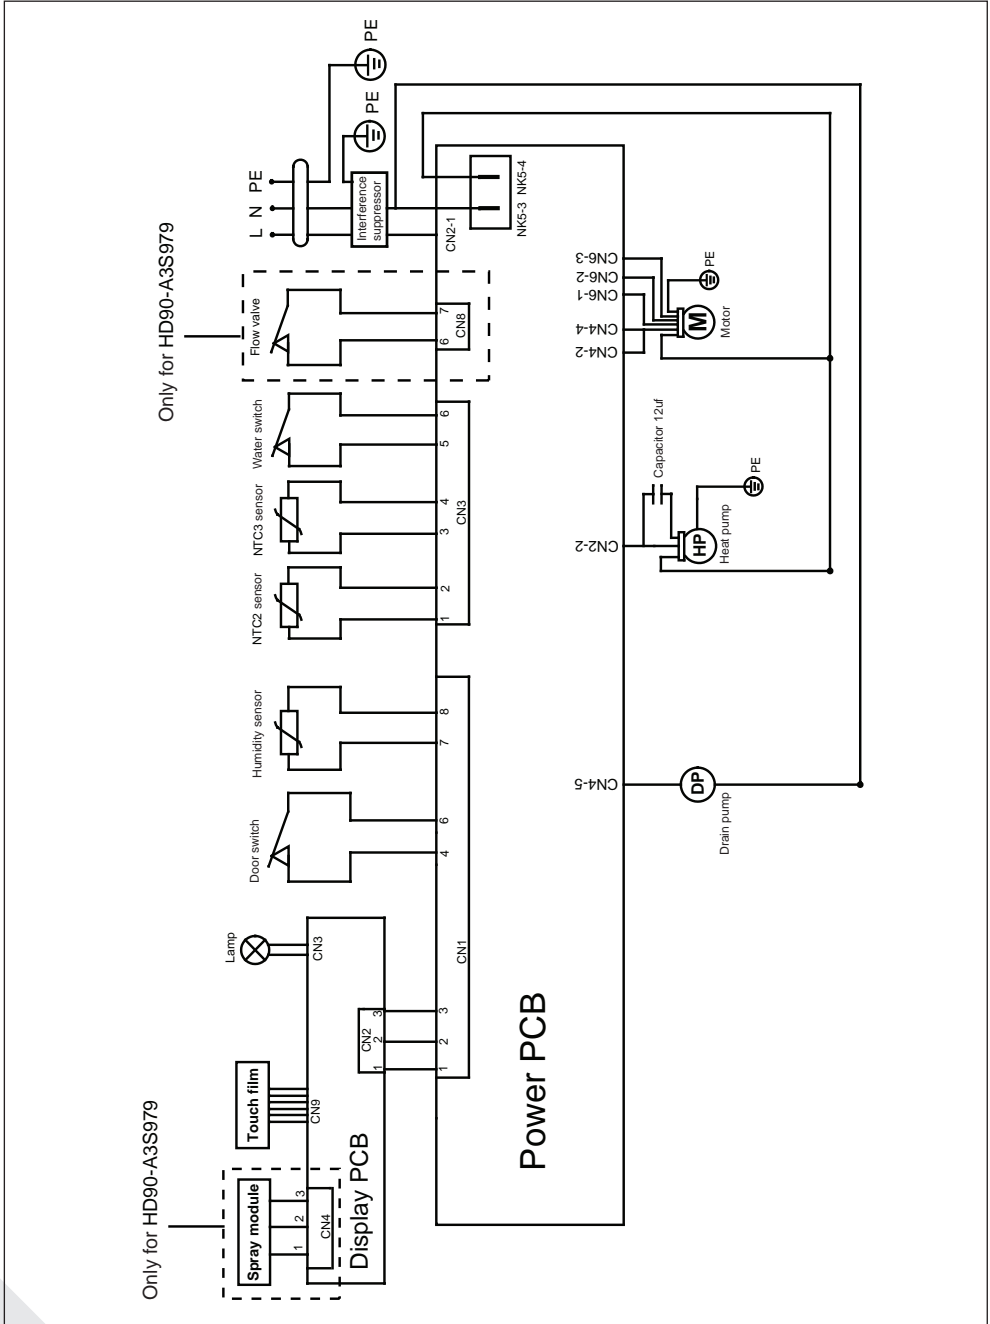 Only for HD90-A3S979
Spray module
1
2
3
CN4
Touch film
CN9
Lamp
CN3
Display PCB
CN2
1
2
3
Door switch
Humidity sensor
NTC2 sensor
NTC3 sensor
Water switch
Only for HD90-A3S979
Flow valve
L
N
PE
Interference
suppressor
PE
PE
1
2
3
4
6
7
8
CN1
1
2
3
4
5
6
CN3
6
7
CN8
CN2-1
NK5-3
NK5-4
Power PCB
CN4-5
DP
Drain pump
CN2-2
HP
Heat pump
Capacitor 12uf
PE
CN4-2
CN4-4
CN6-1
CN6-2
CN6-3
M
Motor
PE